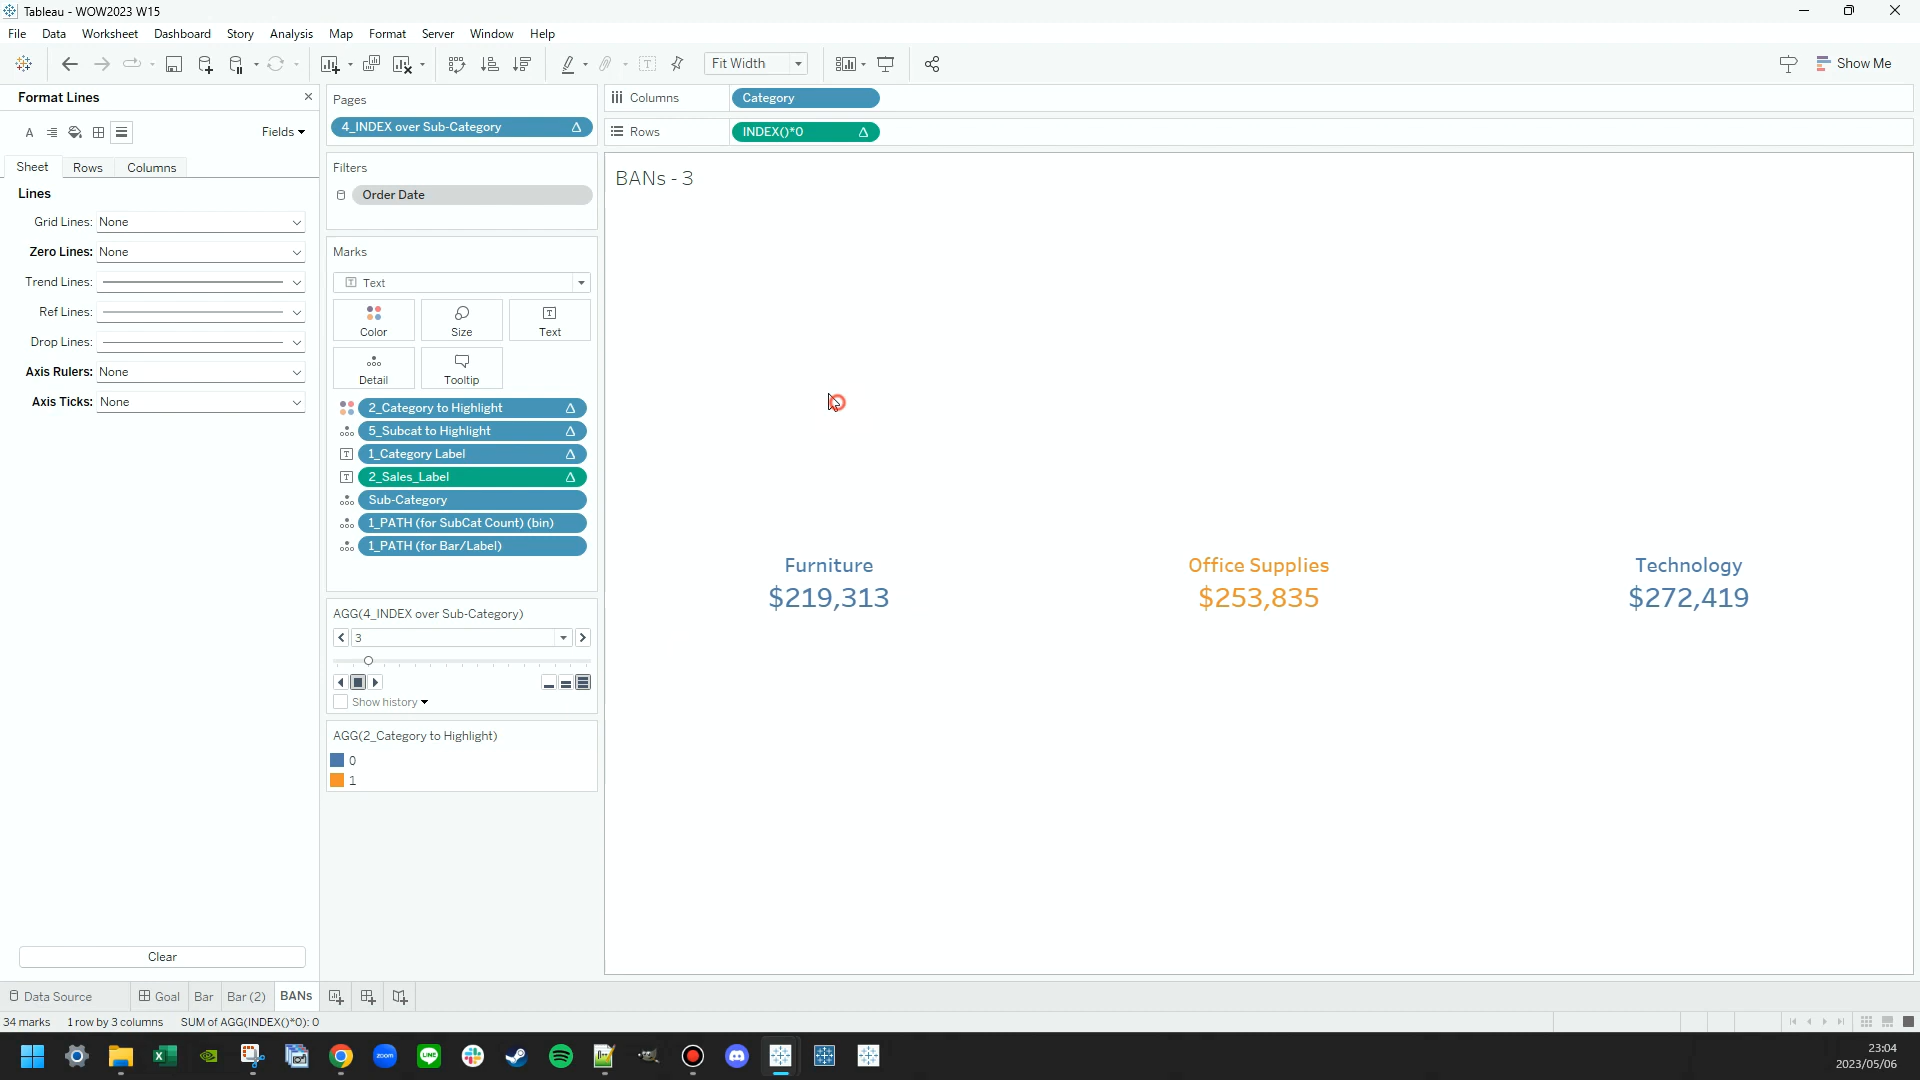 Tableau - WOW2023 W15
File Data Worksheet Dashboard Story Analysis Map Format Server Window Help
Fit Width
Show Me
Format Lines
Fields
Sheet Rows Columns
Lines
Grid Lines: None
Zero Lines: None
Trend Lines:
Ref Lines:
Drop Lines:
Axis Rulers: None
Axis Ticks: None
Clear
Pages
4_INDEX over Sub-Category
Filters
Order Date
Marks
Text
Color Size Text
Detail Tooltip
2_Category to Highlight
5_Subcat to Highlight
1_Category Label
2_Sales_Label
Sub-Category
1_PATH (for SubCat Count) (bin)
1_PATH (for Bar/Label)
AGG(4_INDEX over Sub-Category)
3
Show history
AGG(2_Category to Highlight)
0
1
Columns Category
Rows INDEX()*0
BANs - 3
Furniture Office Supplies Technology
$219,313 $253,835 $272,419
Data Source Goal Bar Bar (2) BANs
34 marks 1 row by 3 columns SUM of AGG(INDEX()*0): 0
zoom
LINE
23:04
2023/05/06